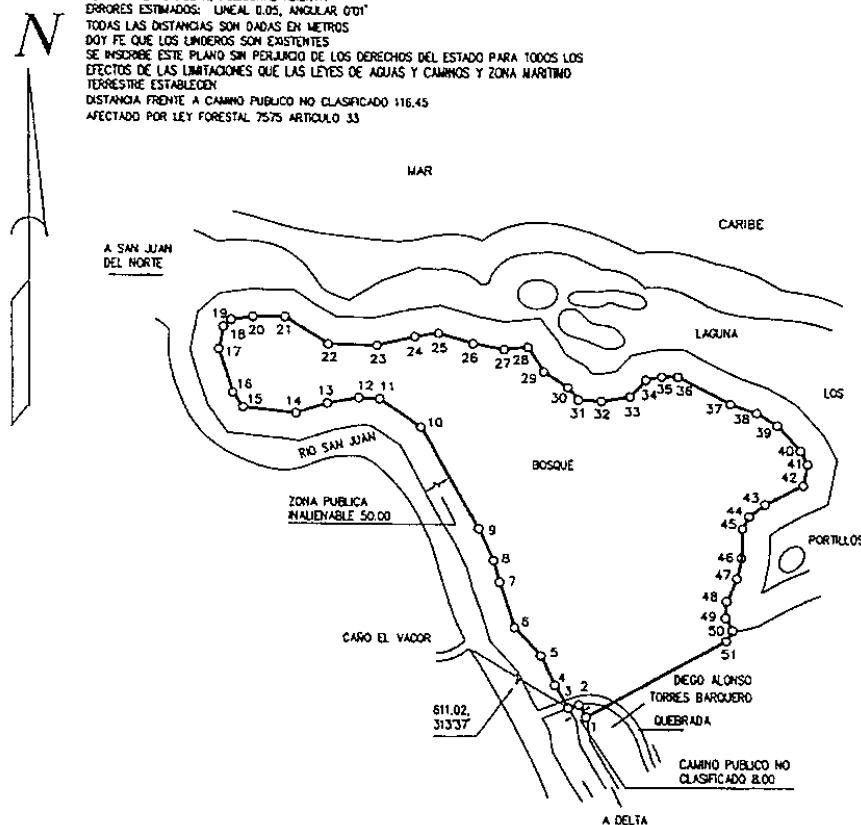 ERRORES ESTIMADOS: LINEAL 0.05, ANGULAR 0'01"
TODAS LAS DISTANCIAS SON DADAS EN METROS
DOY FE QUE LOS LINDEROS SON EXISTENTES
SE INSCRIBE ESTE PLANO SIN PERJUICIO DE LOS DERECHOS DEL ESTADO PARA TODOS LOS
EFECTOS DE LAS LIMITACIONES QUE LAS LEYES DE AGUAS Y CAMINOS Y ZONA MARITIMO
TERRESTRE ESTABLECEN
DISTANCIA FRENTE A CAMINO PUBLICO NO CLASIFICADO 116.45
AFECTADO POR LEY FORESTAL 7575 ARTICULO 33
N
MAR
CARIBE
A SAN JUAN
DEL NORTE
LAGUNA
LOS
PORTILLOS
19
18
20
21
17
22
23
24
25
26
27
28
29
30
31
32
33
34
35
36
37
38
39
40
41
42
43
44
45
46
47
48
49
50
51
16
15
14
13
12
11
10
RIO SAN JUAN
BOSQUE
ZONA PUBLICA
INALIENABLE 50.00
9
8
7
6
5
4
3
2
1
CAÑO EL VACOR
611.02,
313°37'
DIEGO ALONSO
TORRES BARQUERO
QUEBRADA
CAMINO PUBLICO NO
CLASIFICADO 8.00
A DELTA